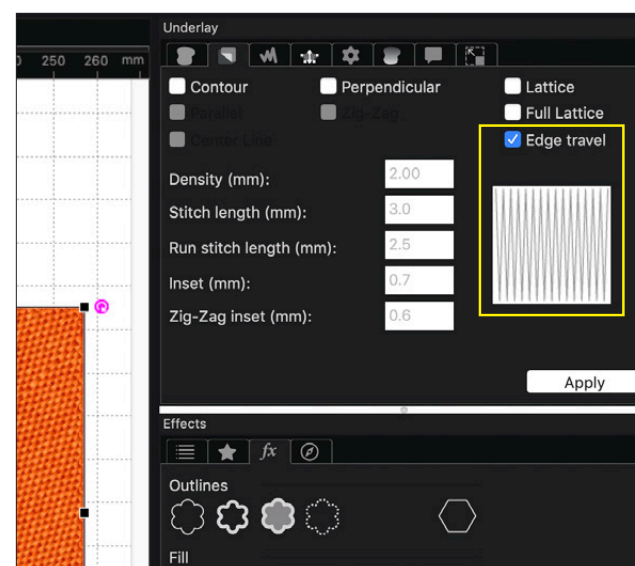 Underlay
250 260 mm
Contour Perpendicular Lattice
Parallel Zig-Zag Full Lattice
Center Line Edge travel
Density (mm): 2.00
Stitch length (mm): 3.0
Run stitch length (mm): 2.5
Inset (mm): 0.7
Zig-Zag inset (mm): 0.6
Apply
Effects
fx
Outlines
Fill